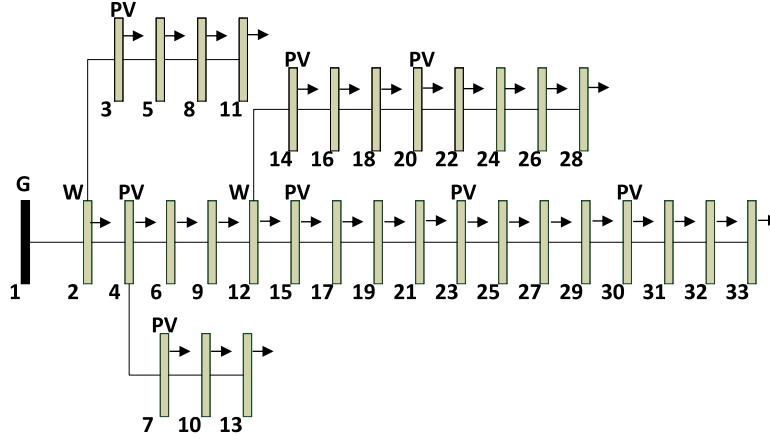 PV
3 5 8 11
PV PV
14 16 18 20 22 24 26 28
G W PV W PV PV PV
1 2 4 6 9 12 15 17 19 21 23 25 27 29 30 31 32 33
PV
7 10 13